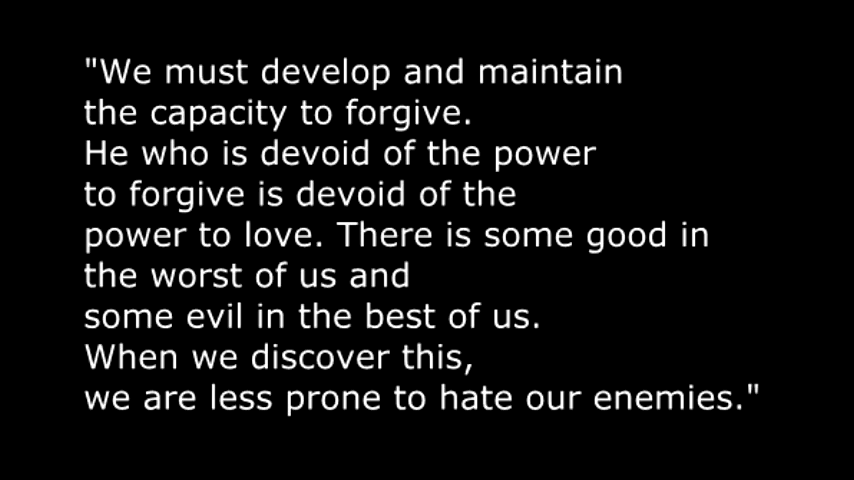 "We must develop and maintain
the capacity to forgive.
He who is devoid of the power
to forgive is devoid of the
power to love. There is some good in
the worst of us and
some evil in the best of us.
When we discover this,
we are less prone to hate our enemies."